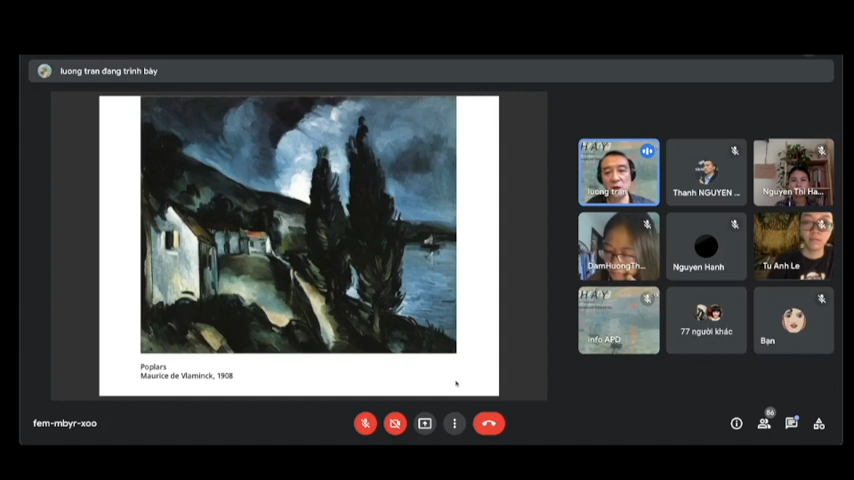 luong tran đang trình bày
Poplars
Maurice de Vlaminck, 1908
HAY
luong tran
Thanh NGUYEN ...
Nguyen Thi Ha...
DamHuongTh...
Nguyen Hanh
Tu Anh Le
HAY
info APD
77 người khác
Bạn
fem-mbyr-xoo
86